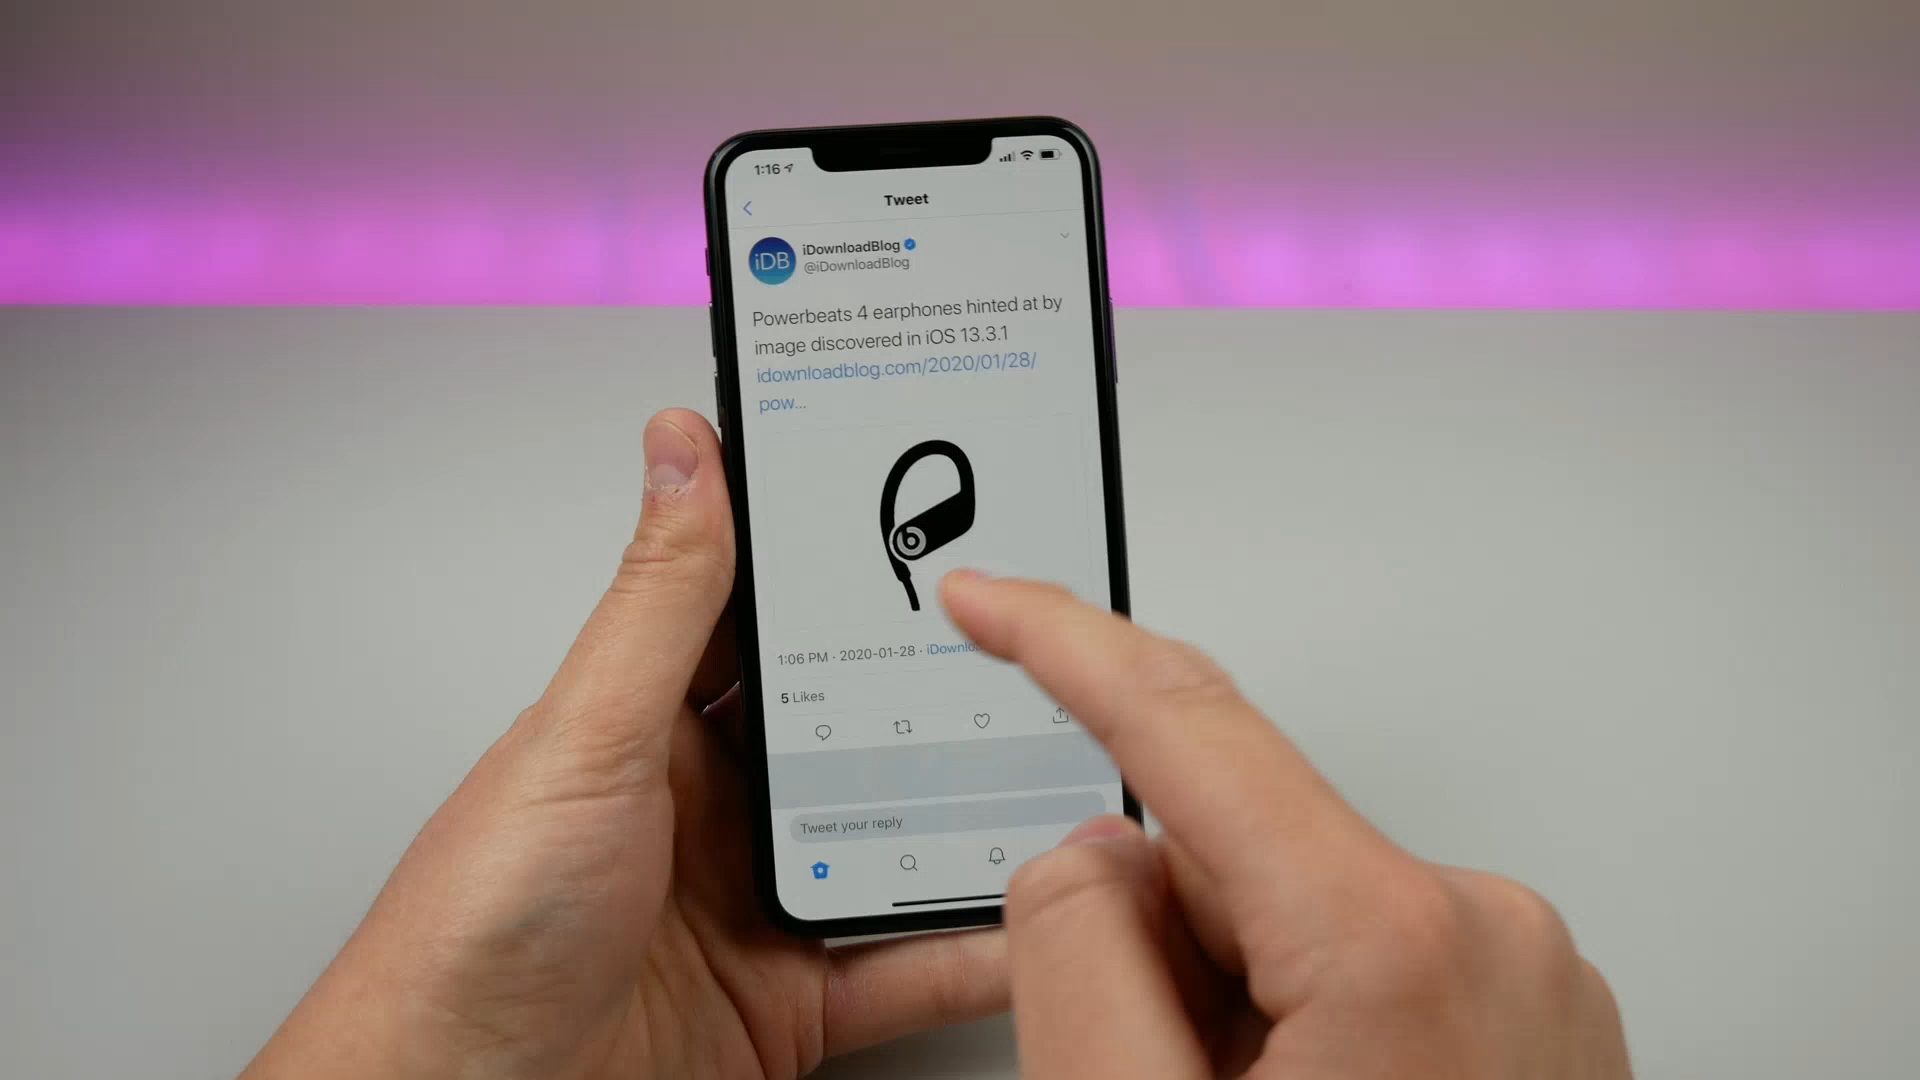 1:16
Tweet
iDB
iDownloadBlog
@iDownloadBlog
Powerbeats 4 earphones hinted at by
image discovered in iOS 13.3.1
idownloadblog.com/2020/01/28/
pow...
b
1:06 PM · 2020-01-28 ·
5 Likes
Tweet your reply